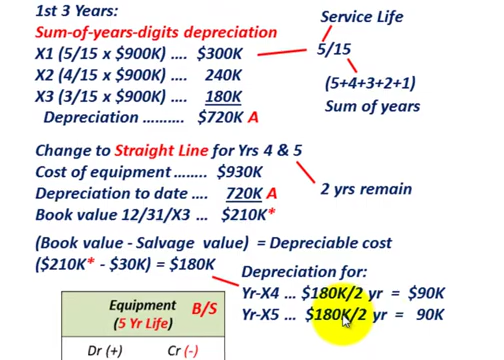 1st 3 Years:
Sum-of-years-digits depreciation
X1 (5/15 x $900K) .... $300K
X2 (4/15 x $900K) .... 240K
X3 (3/15 x $900K) .... 180K
Depreciation .......... $720K A
Service Life
5/15
(5+4+3+2+1)
Sum of years
Change to Straight Line for Yrs 4 & 5
Cost of equipment ........ $930K
Depreciation to date .... 720K A
Book value 12/31/X3 ... $210K*
2 yrs remain
(Book value - Salvage value) = Depreciable cost
($210K* - $30K) = $180K
Depreciation for:
Yr-X4 ... $180K/2 yr = $90K
Yr-X5 ... $180K/2 yr = 90K
Equipment B/S
(5 Yr Life)
Dr (+) Cr (-)